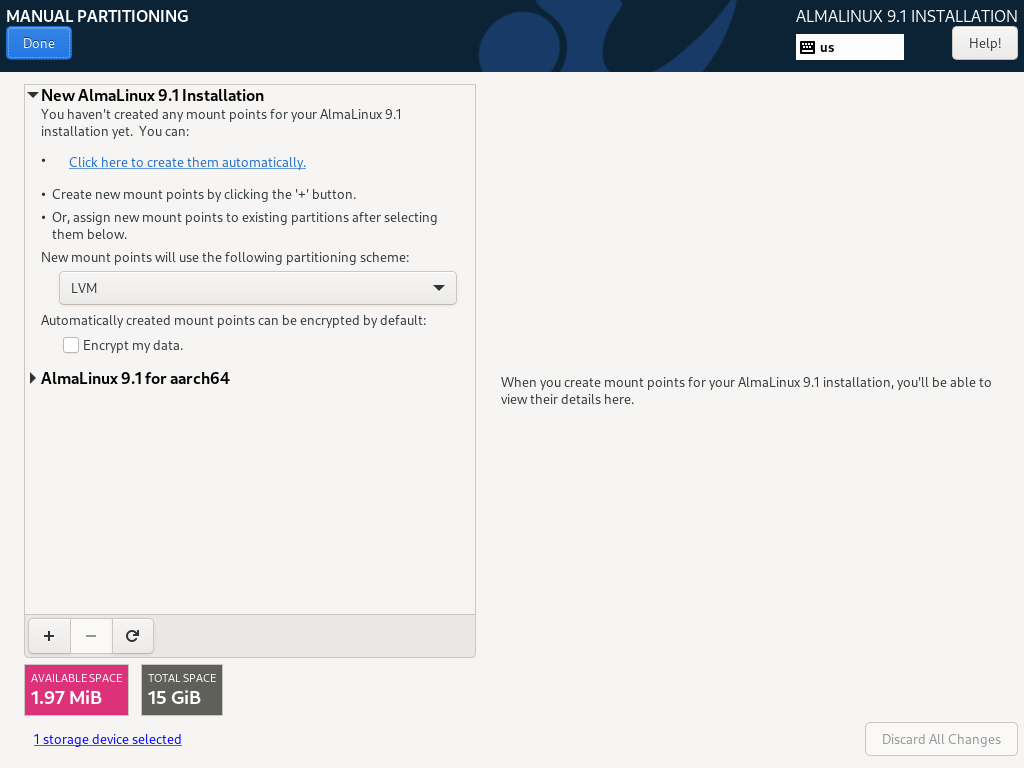 MANUAL PARTITIONING
ALMALINUX 9.1 INSTALLATION
Done
us
Help!
New AlmaLinux 9.1 Installation
You haven't created any mount points for your AlmaLinux 9.1
installation yet.  You can:
• Click here to create them automatically.
• Create new mount points by clicking the '+' button.
• Or, assign new mount points to existing partitions after selecting
them below.
New mount points will use the following partitioning scheme:
LVM
Automatically created mount points can be encrypted by default:
Encrypt my data.
AlmaLinux 9.1 for aarch64
When you create mount points for your AlmaLinux 9.1 installation, you'll be able to
view their details here.
AVAILABLE SPACE
1.97 MiB
TOTAL SPACE
15 GiB
1 storage device selected
Discard All Changes